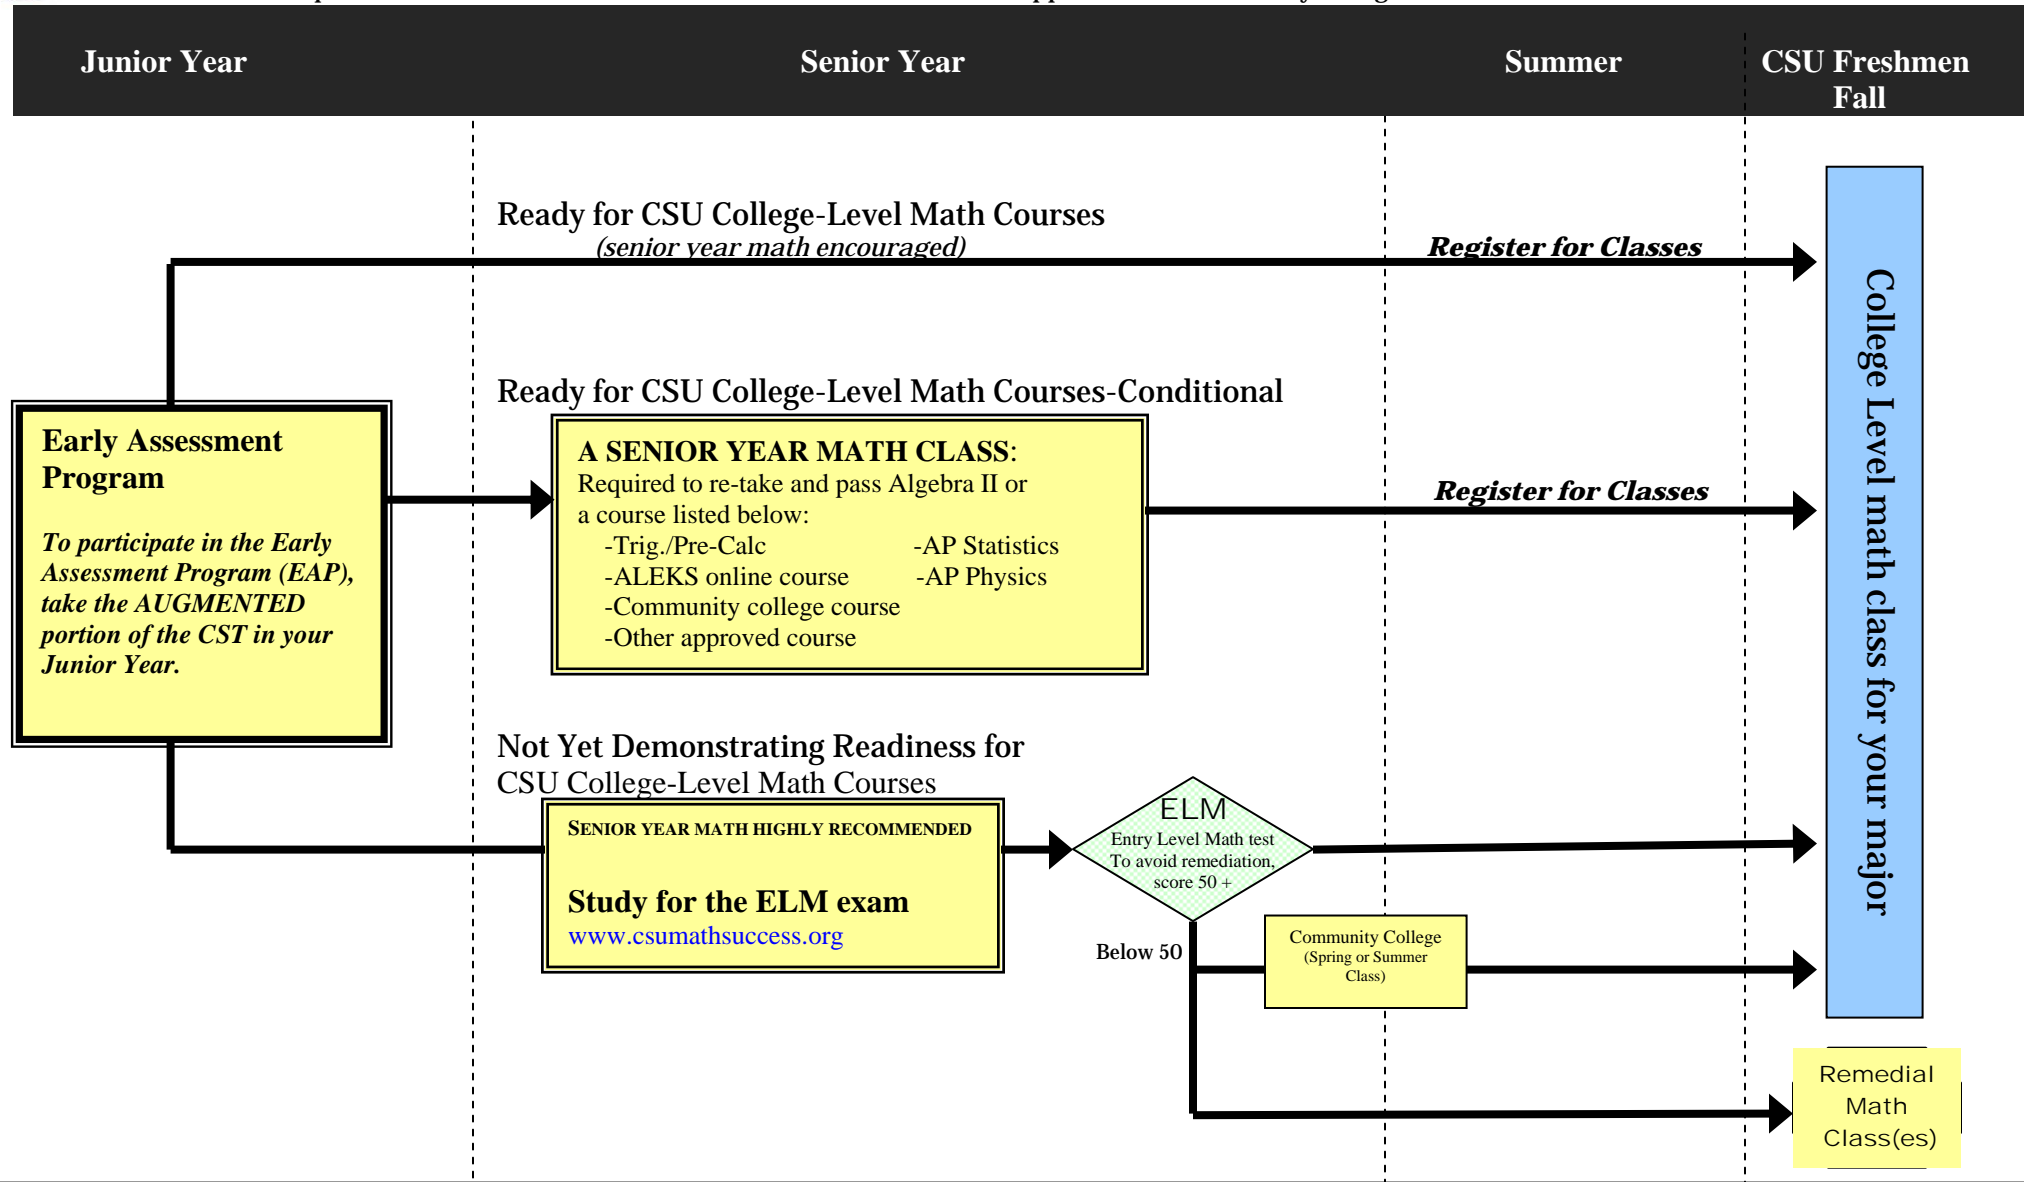 Junior Year
Senior Year
Summer
CSU Freshmen
Fall
Ready for CSU College-Level Math Courses
(senior year math encouraged)
Register for Classes
Ready for CSU College-Level Math Courses-Conditional
Early Assessment
Program
To participate in the Early
Assessment Program (EAP),
take the AUGMENTED
portion of the CST in your
Junior Year.
A SENIOR YEAR MATH CLASS:
Required to re-take and pass Algebra II or
a course listed below:
-Trig./Pre-Calc -AP Statistics
-ALEKS online course -AP Physics
-Community college course
-Other approved course
Register for Classes
College Level math class for your major
Not Yet Demonstrating Readiness for
CSU College-Level Math Courses
SENIOR YEAR MATH HIGHLY RECOMMENDED
Study for the ELM exam
www.csumathsuccess.org
ELM
Entry Level Math test
To avoid remediation,
score 50 +
Below 50
Community College
(Spring or Summer
Class)
Remedial
Math
Class(es)